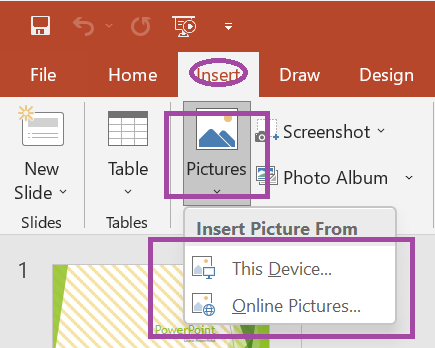 File Home Insert Draw Design
New Slide
Table
Pictures
Screenshot
Photo Album
Slides Tables
Insert Picture From
This Device...
Online Pictures...
1
PowerPoint